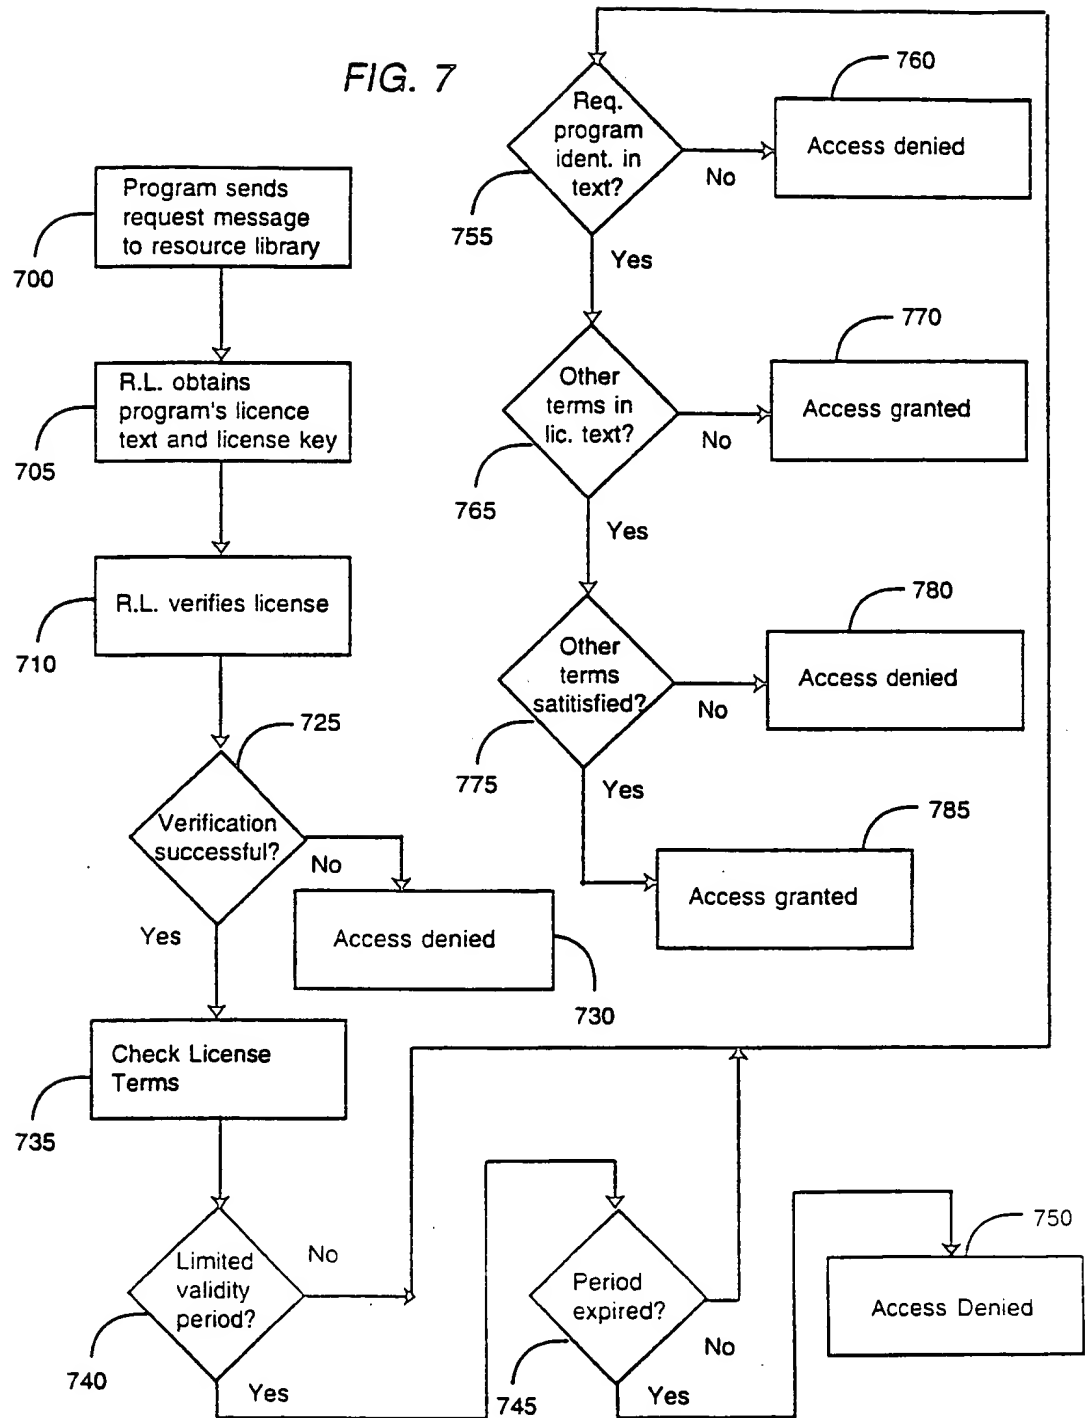 FIG. 7
Program sends
request message
to resource library
700
R.L. obtains
program's licence
text and license key
705
R.L. verifies license
710
725
Verification
successful?
No
Yes
Access denied
730
Check License
Terms
735
Limited
validity
period?
No
740
Yes
Period
expired?
No
745
Yes
750
Access Denied
Req.
program
ident. in
text?
755
No
Yes
760
Access denied
Other
terms in
lic. text?
765
No
Yes
770
Access granted
Other
terms
satitisfied?
775
No
Yes
780
Access denied
785
Access granted